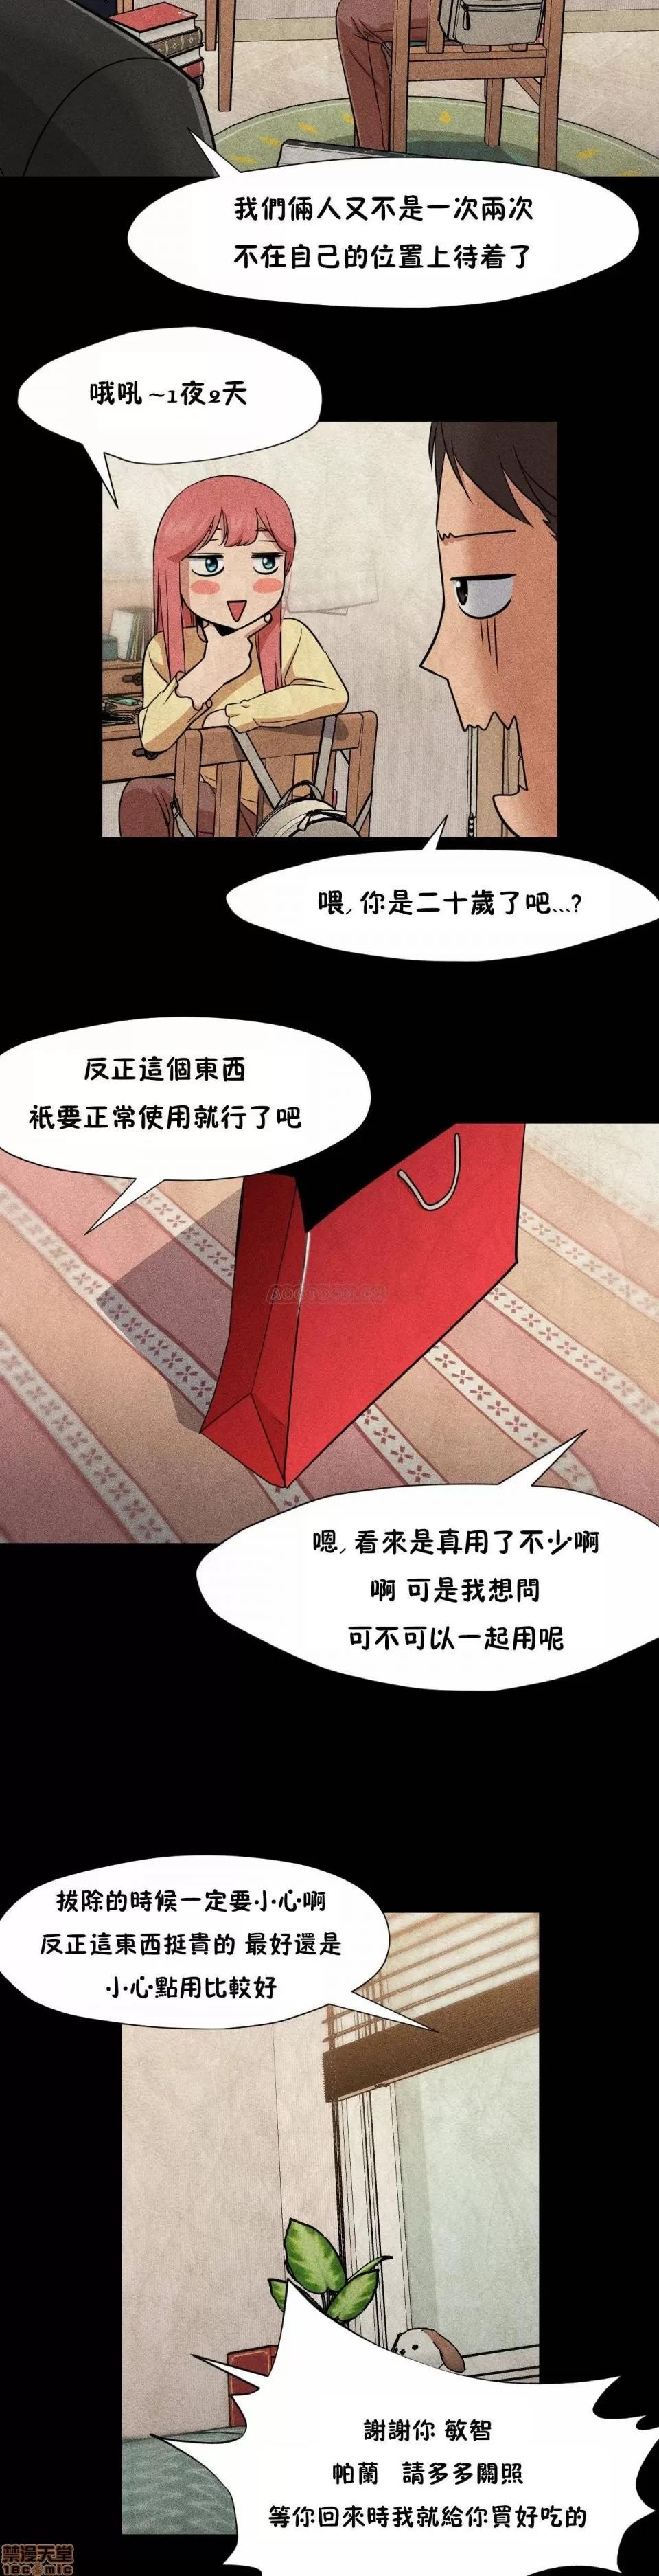 我們倆人又不是一次兩次
不在自己的位置上待着了
哦吼~1夜2天
喂,你是二十歲了吧...?
反正這個東西
衹要正常使用就行了吧
嗯,看來是真用了不少啊
啊 可是我想問
可不可以一起用呢
拔除的時候一定要小心啊
反正這東西挺貴的 最好還是
小心點用比較好
謝謝你 敏智
帕蘭 請多多關照
等你回來時我就給你買好吃的
禁漫天堂
18comic